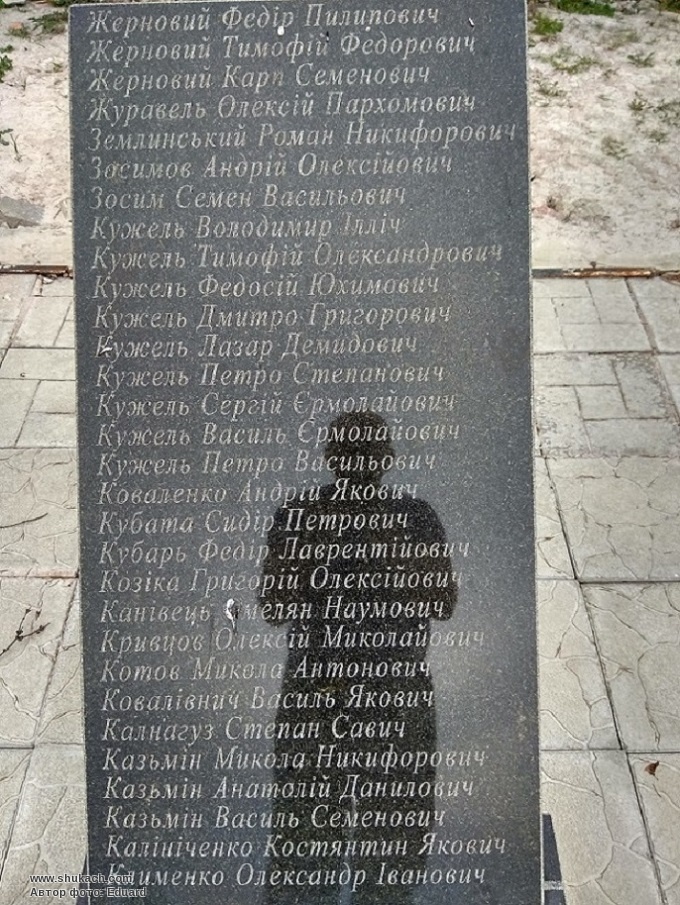 Жерновий Федір Пилипович
Жерновий Тимофій Федорович
Жерновий Карп Семенович
Журавель Олексій Пархомович
Землинський Роман Никифорович
Зосимов Андрій Олексійович
Зосим Семен Васильович
Кужель Володимир Ілліч
Кужель Тимофій Олександрович
Кужель Федосій Юхимович
Кужель Дмитро Григорович
Кужель Лазар Демидович
Кужель Петро Степанович
Кужель Сергій Єрмолайович
Кужель Василь Єрмолайович
Кужель Петро Васильович
Коваленко Андрій Якович
Кубата Сидір Петрович
Кубарь Федір Лаврентійович
Козіка Григорій Олексійович
Канівець Омелян Наумович
Кривцов Олексій Миколайович
Котов Микола Антонович
Ковалівнич Василь Якович
Калнагуз Степан Савич
Казьмін Микола Никифорович
Казьмін Анатолій Данилович
Казьмін Василь Семенович
Калініченко Костянтин Якович
Клименко Олександр Іванович
www.shukach.com
Автор фото: Eduard